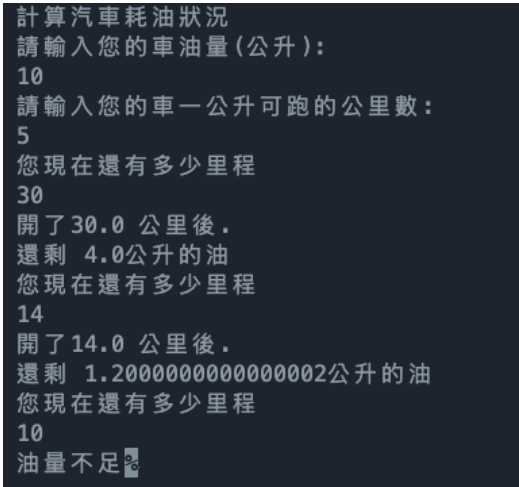 計算汽車耗油狀況
請輸入您的車油量(公升):
10
請輸入您的車一公升可跑的公里數:
5
您現在還有多少里程
30
開了30.0 公里後.
還剩 4.0公升的油
您現在還有多少里程
14
開了14.0 公里後.
還剩 1.2000000000000002公升的油
您現在還有多少里程
10
油量不足%